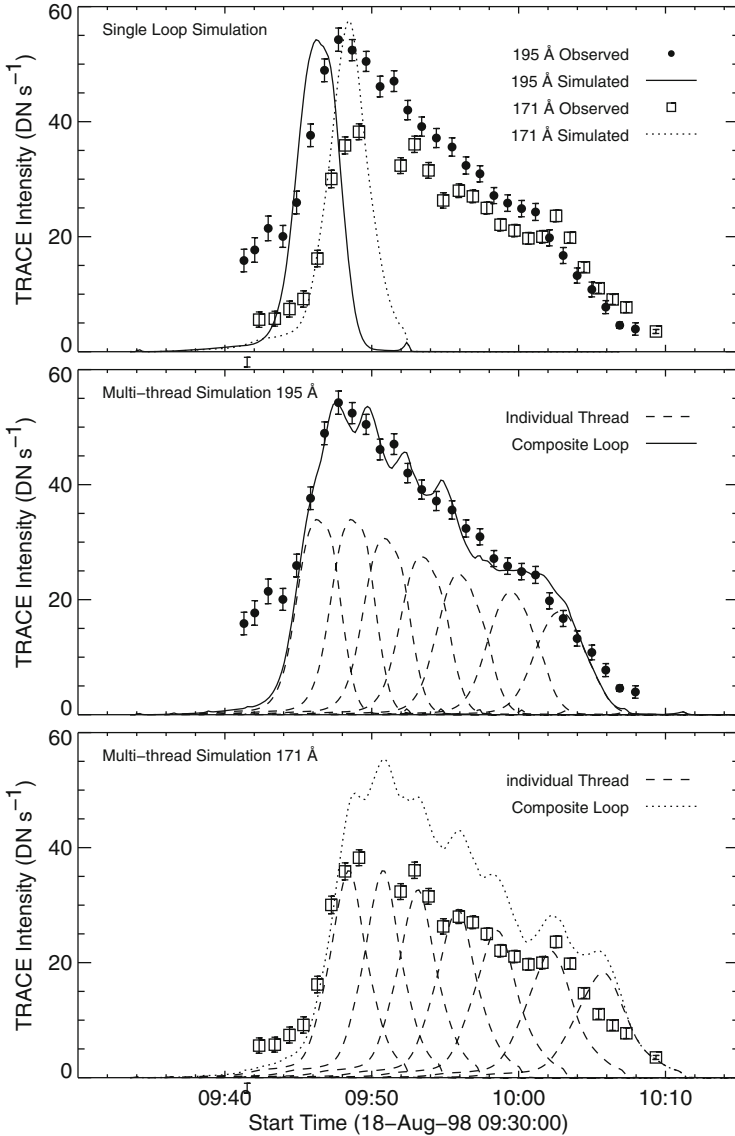 Single Loop Simulation
195 Å Observed
195 Å Simulated
171 Å Observed
171 Å Simulated
TRACE Intensity (DN s−1)
60
40
20
0
Multi−thread Simulation 195 Å
Individual Thread
Composite Loop
TRACE Intensity (DN s−1)
60
40
20
0
Multi−thread Simulation 171 Å
individual Thread
Composite Loop
TRACE Intensity (DN s−1)
60
40
20
0
09:40 09:50 10:00 10:10
Start Time (18−Aug−98 09:30:00)